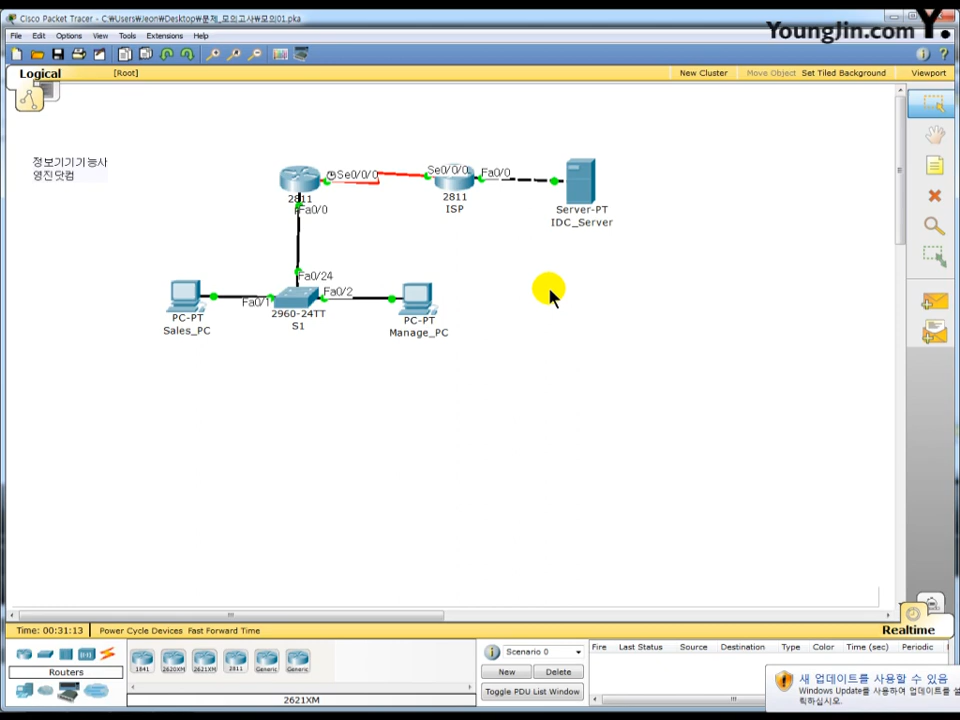 Cisco Packet Tracer - C:\Users\Jeon\Desktop\문제_모의고사\모의01.pka
YoungJin.com Y.
File Edit Options View Tools Extensions Help
Logical
[Root]
New Cluster
Move Object
Set Tiled Background
Viewport
정보기기기능사
영진닷컴
Se0/0/0
Se0/0/0
Fa0/0
2811
Fa0/0
2811
ISP
Server-PT
IDC_Server
Fa0/24
Fa0/1
Fa0/2
PC-PT
Sales_PC
2960-24TT
S1
PC-PT
Manage_PC
Realtime
Time: 00:31:13
Power Cycle Devices Fast Forward Time
Routers
1841
2620XM
2621XM
2811
Generic
Generic
2621XM
Scenario 0
New
Delete
Toggle PDU List Window
Fire Last Status Source Destination Type Color Time (sec) Periodic
새 업데이트를 사용할 수 있음
Windows Update를 사용하여 업데이트를 설
릭하십시오.